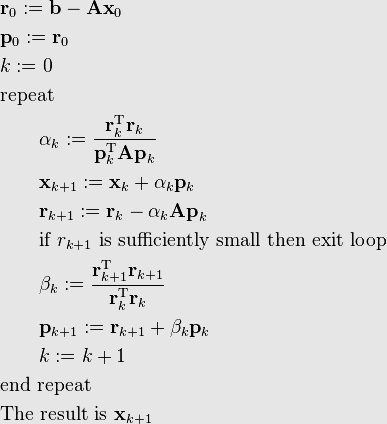 r₀ := b − Ax₀
p₀ := r₀
k := 0
repeat
αₖ := rₖᵀrₖ / pₖᵀApₖ
xₖ₊₁ := xₖ + αₖpₖ
rₖ₊₁ := rₖ − αₖApₖ
if rₖ₊₁ is sufficiently small then exit loop
βₖ := rₖ₊₁ᵀrₖ₊₁ / rₖᵀrₖ
pₖ₊₁ := rₖ₊₁ + βₖpₖ
k := k + 1
end repeat
The result is xₖ₊₁